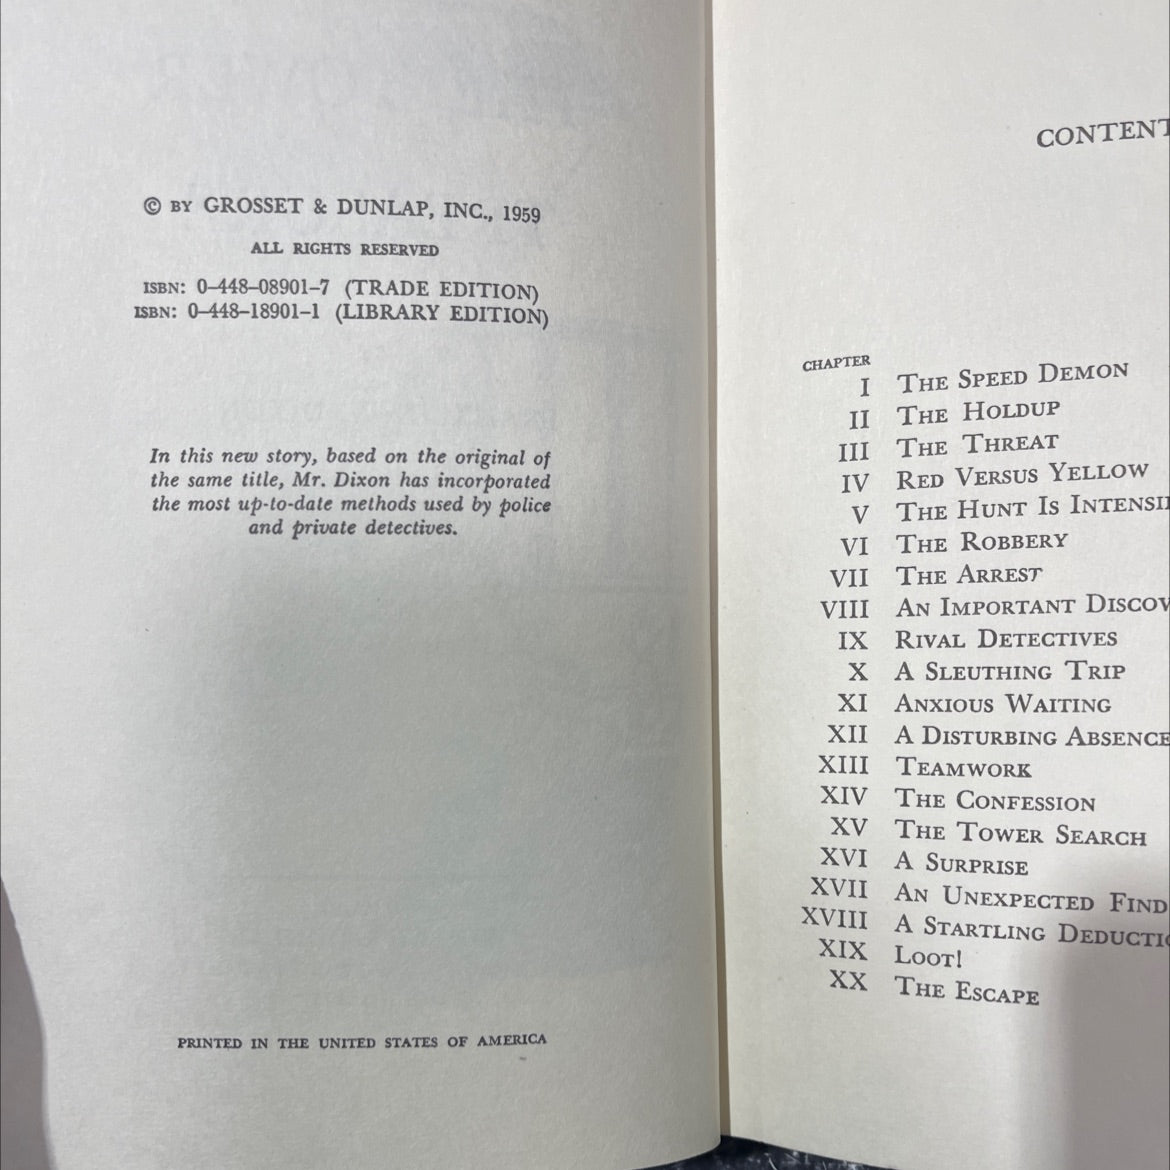 © BY GROSSET & DUNLAP, INC., 1959
ALL RIGHTS RESERVED
ISBN: 0-448-08901-7 (TRADE EDITION)
ISBN: 0-448-18901-1 (LIBRARY EDITION)
In this new story, based on the original of
the same title, Mr. Dixon has incorporated
the most up-to-date methods used by police
and private detectives.
PRINTED IN THE UNITED STATES OF AMERICA
CONTENT
CHAPTER
I THE SPEED DEMON
II THE HOLDUP
III THE THREAT
IV RED VERSUS YELLOW
V THE HUNT IS INTENSI
VI THE ROBBERY
VII THE ARREST
VIII AN IMPORTANT DISCOV
IX RIVAL DETECTIVES
X A SLEUTHING TRIP
XI ANXIOUS WAITING
XII A DISTURBING ABSENCE
XIII TEAMWORK
XIV THE CONFESSION
XV THE TOWER SEARCH
XVI A SURPRISE
XVII AN UNEXPECTED FIND
XVIII A STARTLING DEDUCTI
XIX LOOT!
XX THE ESCAPE